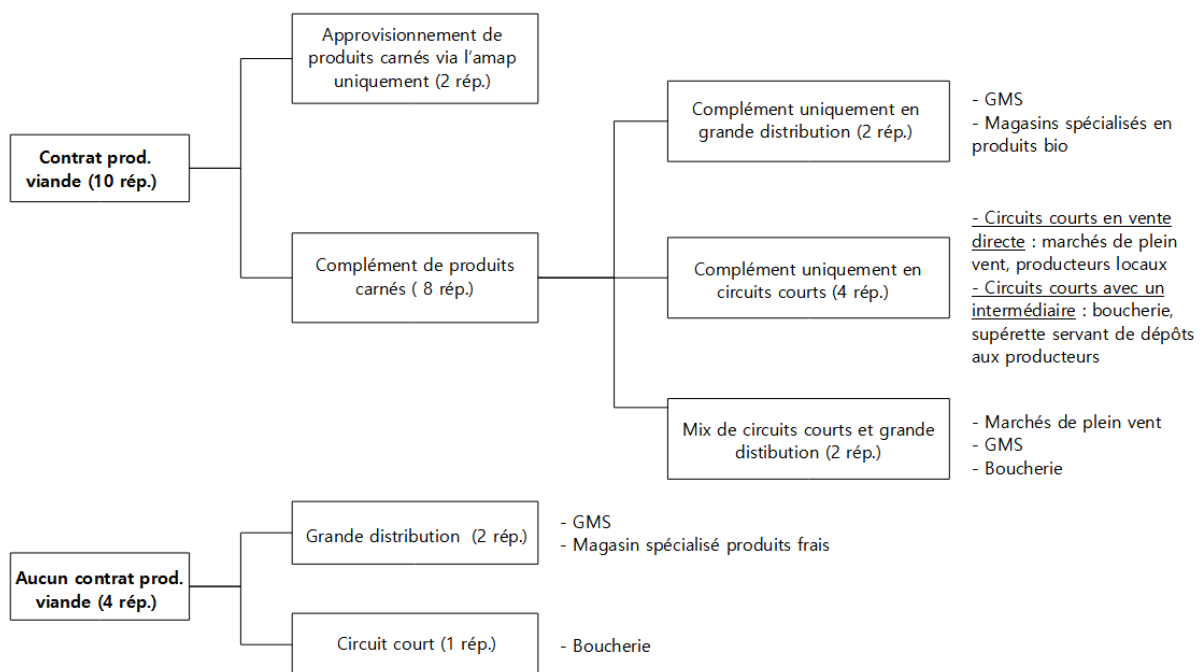 Approvisionnement de
produits carnés via l'amap
uniquement (2 rép.)
Contrat prod.
viande (10 rép.)
Complément de produits
carnés ( 8 rép.)
Complément uniquement en
grande distribution (2 rép.)
- GMS
- Magasins spécialisés en
produits bio
Complément uniquement en
circuits courts (4 rép.)
- Circuits courts en vente
directe : marchés de plein
vent, producteurs locaux
- Circuits courts avec un
intermédiaire : boucherie,
supérette servant de dépôts
aux producteurs
Mix de circuits courts et grande
distibution (2 rép.)
- Marchés de plein vent
- GMS
- Boucherie
Aucun contrat prod.
viande (4 rép.)
Grande distribution (2 rép.)
- GMS
- Magasin spécialisé produits frais
Circuit court (1 rép.)
- Boucherie